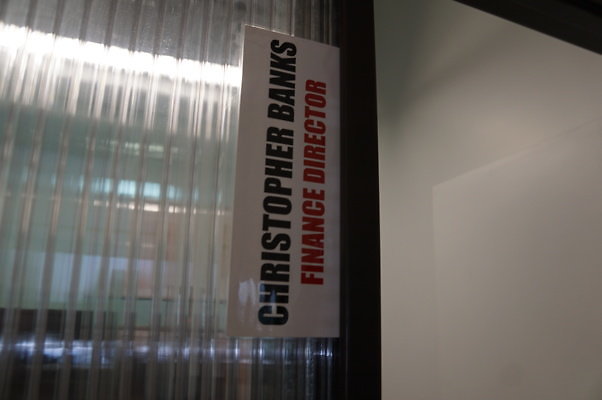 CHRISTOPHER BANKS
FINANCE DIRECTOR